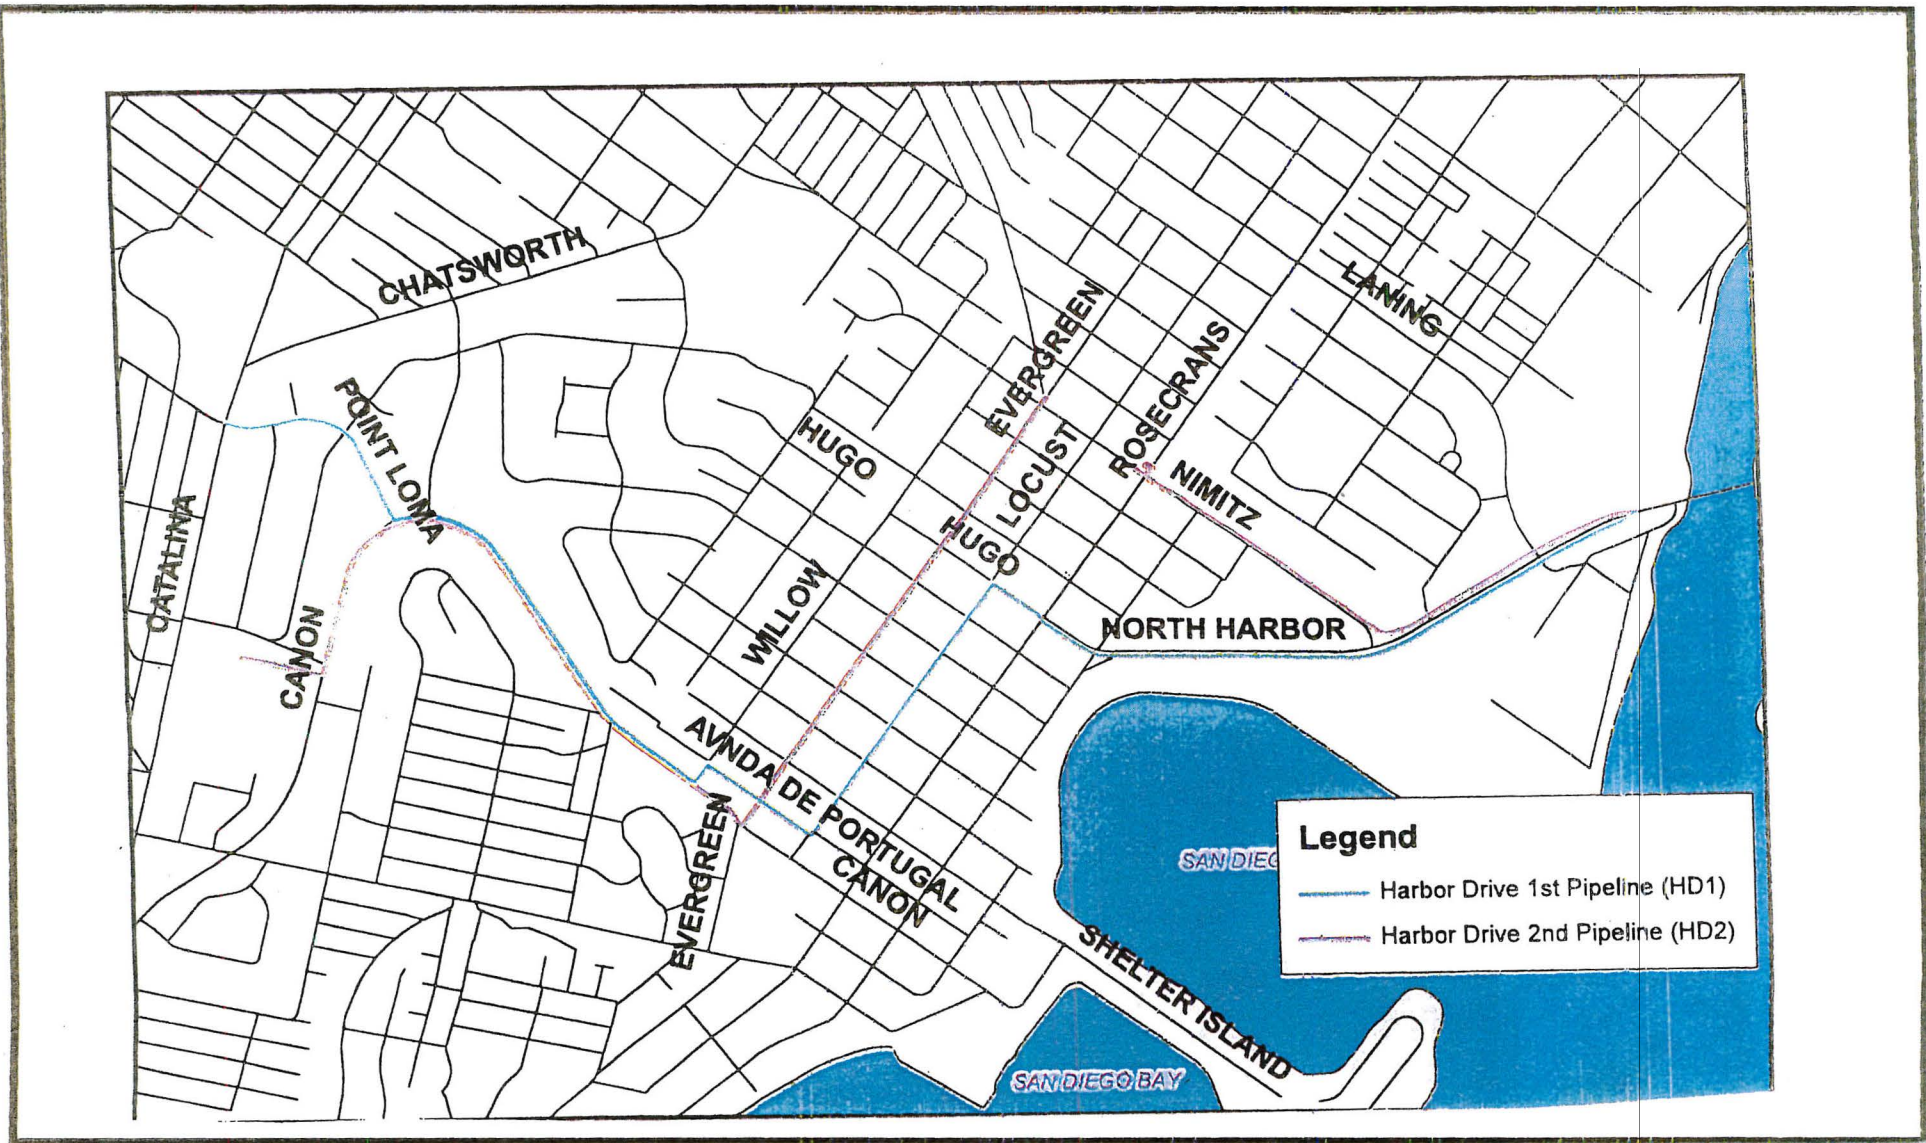 CHATSWORTH
LANING
EVERGREEN
ROSECRANS
POINT LOMA
HUGO
LOCUST
NIMITZ
HUGO
CATALINA
WILLOW
CANON
NORTH HARBOR
AVNDA DE PORTUGAL
EVERGREEN
CANON
SHELTER ISLAND
SAN DIEG
SAN DIEGO BAY
Legend
Harbor Drive 1st Pipeline (HD1)
Harbor Drive 2nd Pipeline (HD2)